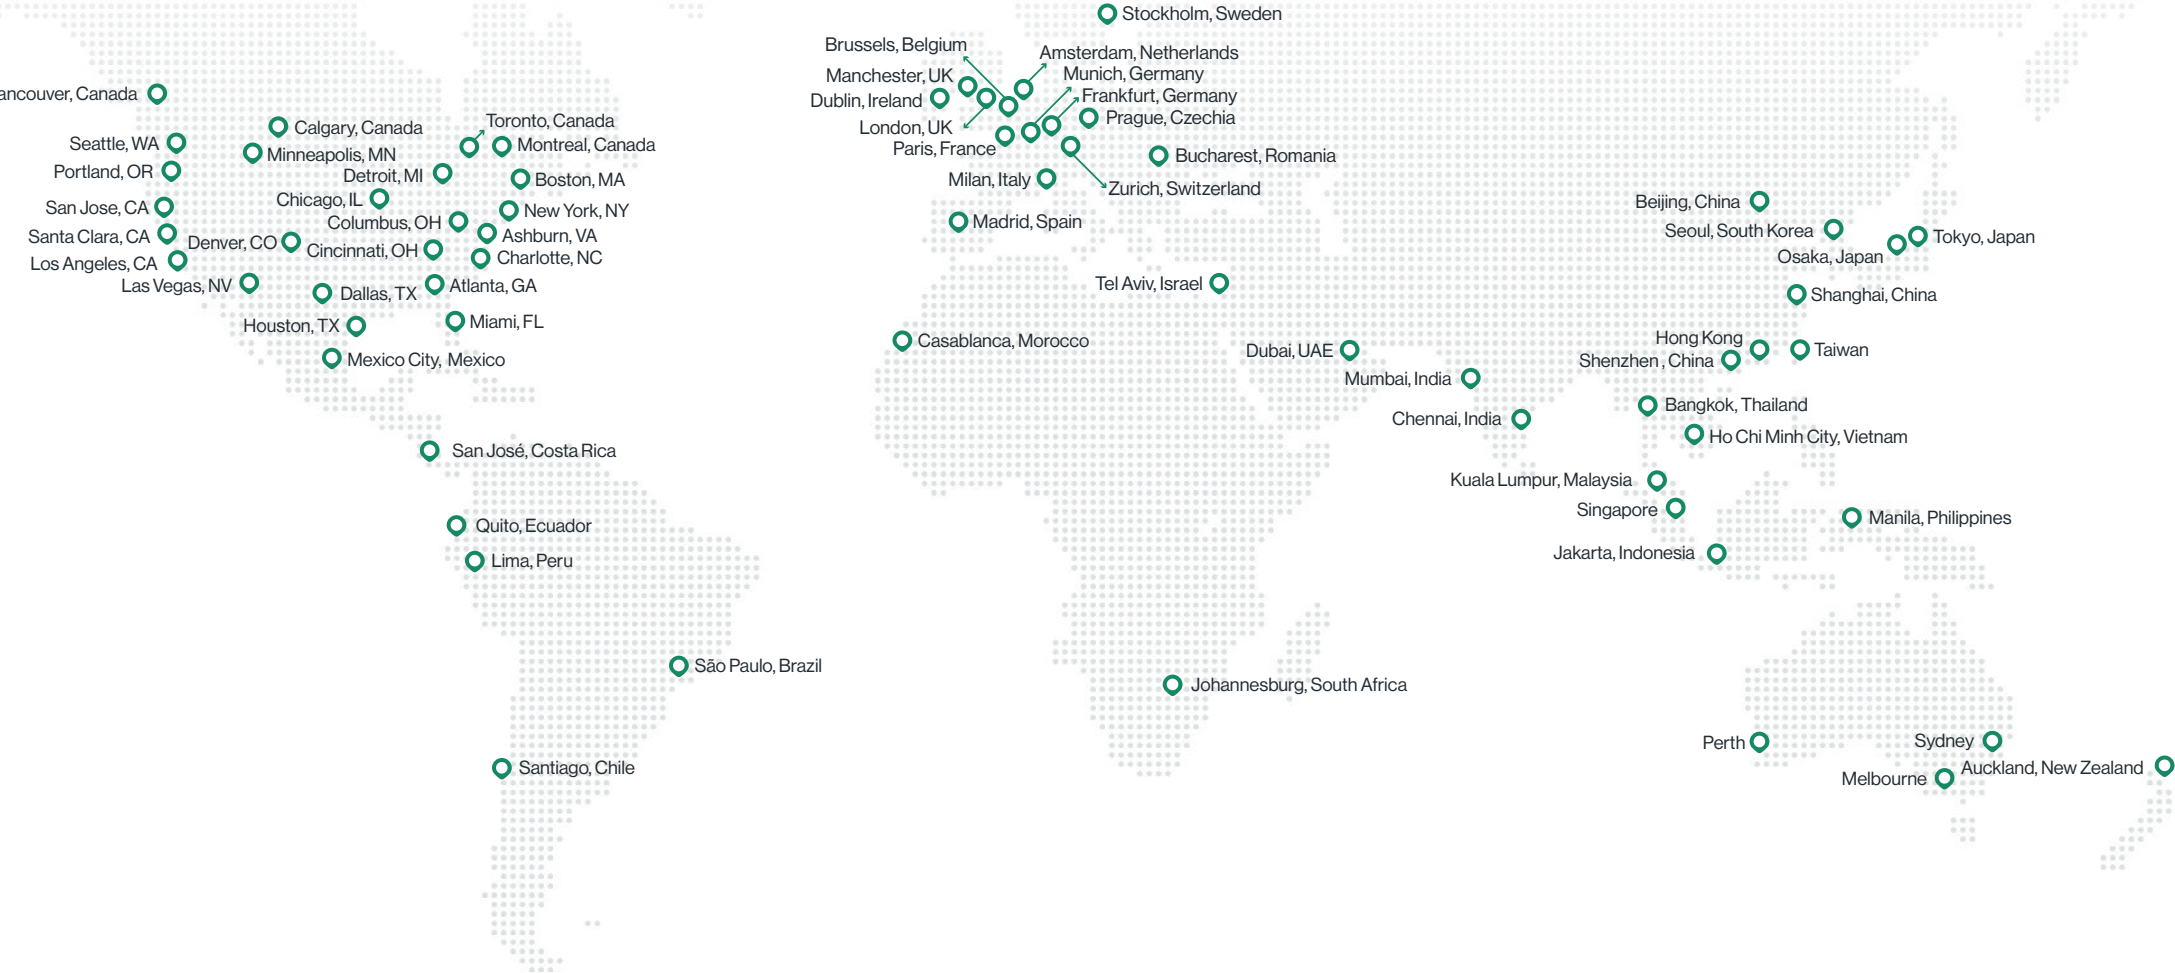 Stockholm, Sweden
Brussels, Belgium
Amsterdam, Netherlands
Manchester, UK
Munich, Germany
Dublin, Ireland
Frankfurt, Germany
London, UK
Prague, Czechia
Paris, France
Bucharest, Romania
Milan, Italy
Zurich, Switzerland
Madrid, Spain
ancouver, Canada
Calgary, Canada
Toronto, Canada
Seattle, WA
Minneapolis, MN
Montreal, Canada
Portland, OR
Detroit, MI
Boston, MA
Chicago, IL
San Jose, CA
Columbus, OH
New York, NY
Santa Clara, CA
Denver, CO
Cincinnati, OH
Ashburn, VA
Los Angeles, CA
Charlotte, NC
Las Vegas, NV
Dallas, TX
Atlanta, GA
Houston, TX
Miami, FL
Mexico City, Mexico
San José, Costa Rica
Quito, Ecuador
Lima, Peru
São Paulo, Brazil
Santiago, Chile
Tel Aviv, Israel
Casablanca, Morocco
Dubai, UAE
Mumbai, India
Chennai, India
Johannesburg, South Africa
Beijing, China
Seoul, South Korea
Tokyo, Japan
Osaka, Japan
Shanghai, China
Hong Kong
Taiwan
Shenzhen , China
Bangkok, Thailand
Ho Chi Minh City, Vietnam
Kuala Lumpur, Malaysia
Singapore
Manila, Philippines
Jakarta, Indonesia
Perth
Sydney
Melbourne
Auckland, New Zealand